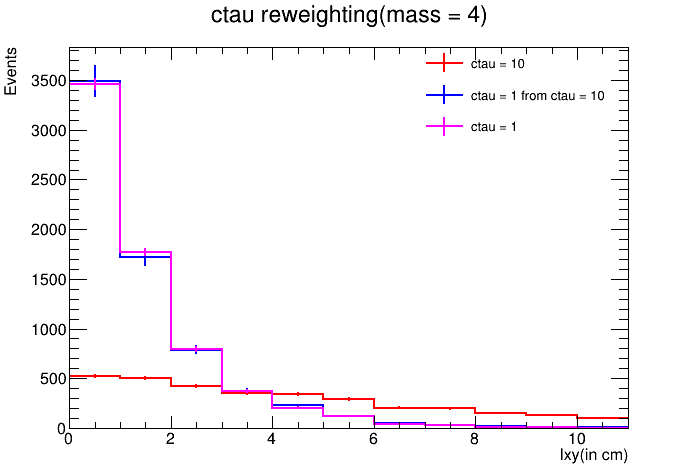 ctau reweighting(mass = 4)
Events
3500
3000
2500
2000
1500
1000
500
0
ctau = 10
ctau = 1 from ctau = 10
ctau = 1
0 2 4 6 8 10
lxy(in cm)